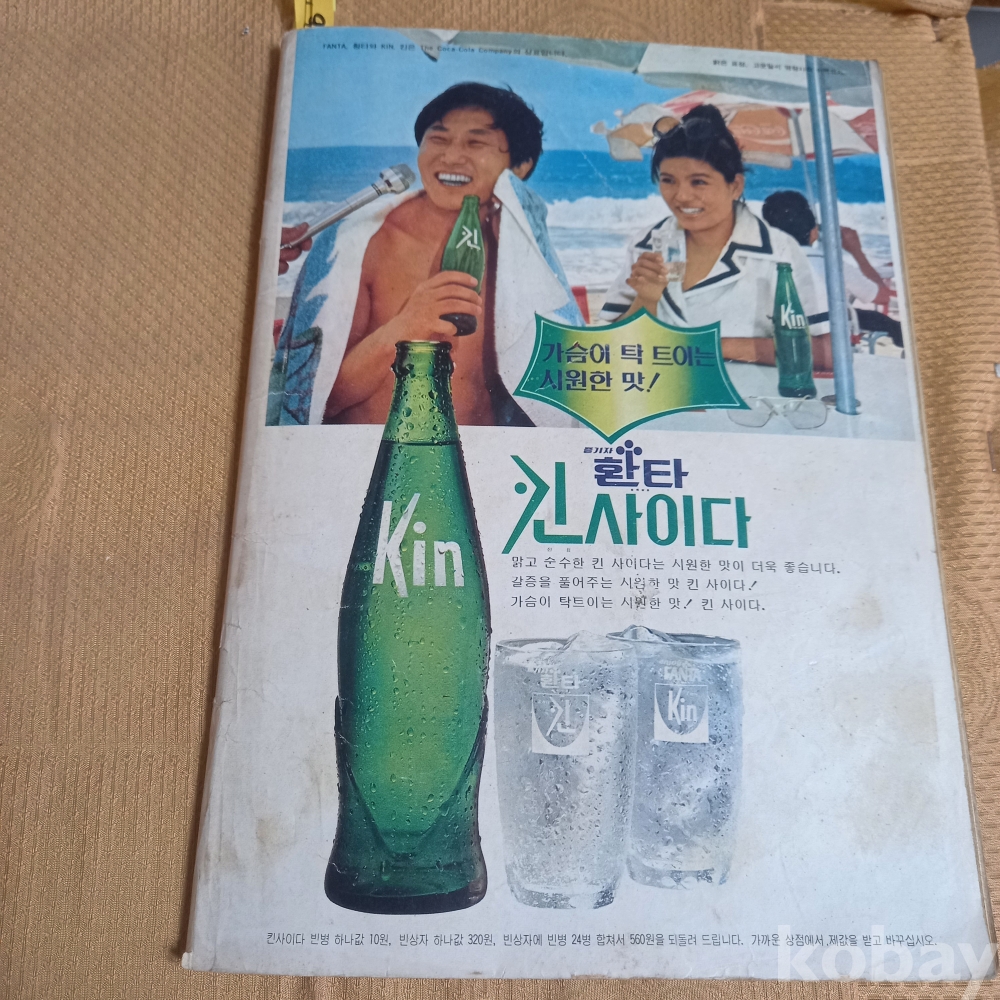 FANTA, 환타와 KIN, 킨은 The Coca-Cola Company의 상표입니다
맑은
킨
Kin
가슴이 탁 트이는
시원한 맛!
즐기자
환타
킨 사이다
맑고 순수한 킨 사이다는 시원한 맛이 더욱 좋습니다.
갈증을 풀어주는 시원한 맛 킨 사이다!
가슴이 탁트이는 시원한 맛! 킨 사이다.
Kin
환타
킨
FANTA
Kin
킨사이다 빈병 하나값 10원, 빈상자 하나값 320원, 빈상자에 빈병 24병 합쳐서 560원을 되돌려 드립니다. 가까운 상점에서 제값을 받고 바꾸십시오.
kobay